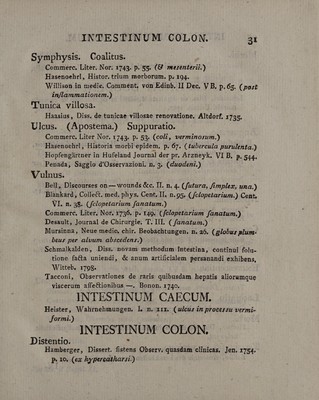 INTESTINUM COLON. 31
Symphysis. Coalitus.
Commerc. Liter. Nor. 1743. p. 55. (& mesenterii.)
Hasenoehrl, Histor. trium morborum. p. 194.
Willison in medic. Comment. von Edinb. II Dec. V B. p. 65. (post
inflammationem.)
Tunica villosa.
Haasius, Diss. de tunicae villosae renovatione. Altdorf. 1735.
Ulcus. (Apostema.) Suppuratio.
Commerc. Liter Nor. 1743. p. 53. (coli, verminosum.)
Hasenoehrl, Historia morbi epidem. p. 67. (tubercula purulenta.)
Hopfengürtner in Hufeland Journal der pr. Arzneyk. VI B. p. 544.
Penada, Saggio d'Osservazioni. n. 3. (duodeni.)
Vulnus.
Bell, Discourses on — wounds &c. II. n. 4. (sutura, simplex, una.)
Blankard, Collect. med. phys. Cent. II. n. 95. (sclopetarium.) Cent.
VI. n. 38. (sclopetarium sanatum.)
Commerc. Liter. Nor. 1736. p. 149. (sclopetarium sanatum.)
Desault, Journal de Chirurgie. T. III. (sanatum.)
Mursinna, Neue medic. chir. Beobachtungen. n. 26. (globus plum-
beus per alvum abscedens.)
Schmalkalden, Diss. novam methodum intestina, continui solu-
tione facta uniendi, & anum artificialem persanandi exhibens,
Witteb. 1798.
Tacconi, Observationes de raris quibusdam hepatis aliorumque
viscerum affectionibus —. Bonon. 1740.
INTESTINUM CAECUM.
Heister, Wahrnehmungen. I. n. 111. (ulcus in processu vermi-
formi.)
INTESTINUM COLON.
Distentio.
Hamberger, Dissert. sistens Observ. quasdam clinicas. Jen. 1754.
p. 10. (ex hypercatharsi.)